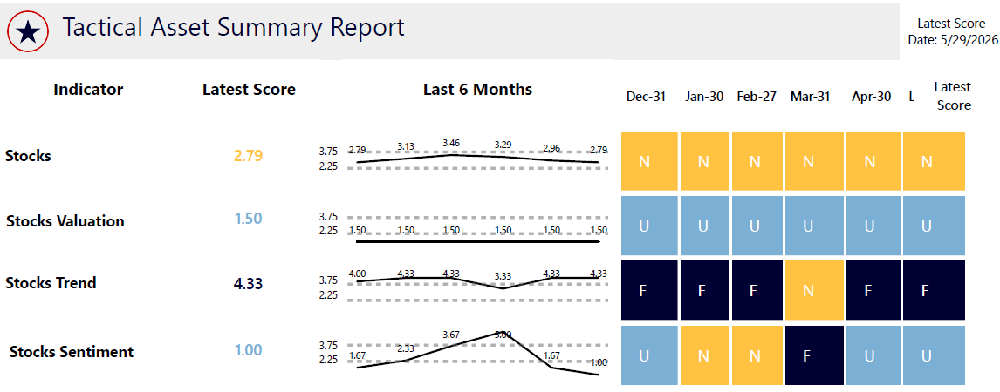 Tactical Asset Summary Report
Latest Score
Date: 5/29/2026
Indicator Latest Score Last 6 Months Dec-31 Jan-30 Feb-27 Mar-31 Apr-30 L Latest Score
Stocks 2.79
3.75
2.25
2.79 3.13 3.46 3.29 2.96 2.79
N N N N N N
Stocks Valuation 1.50
3.75
2.25
1.50 1.50 1.50 1.50 1.50 1.50
U U U U U U
Stocks Trend 4.33
3.75
2.25
4.00 4.33 4.33 3.33 4.33 4.33
F F F N F F
Stocks Sentiment 1.00
3.75
2.25
1.67 2.33 3.67 5.00 1.67 1.00
U N N F U U